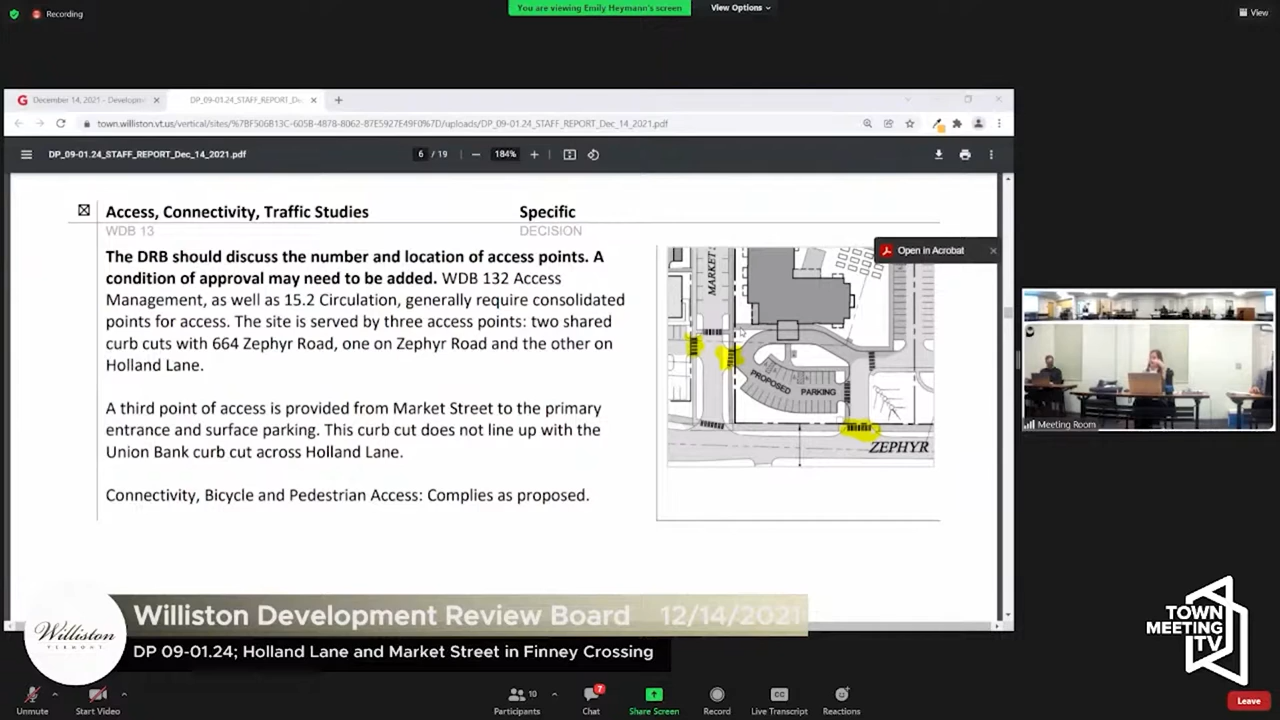 Recording
You are viewing Emily Heymann's screen
View Options
View
December 14, 2021 - Developm
DP_09-01.24_STAFF_REPORT_De
town.williston.vt.us/vertical/sites/%7BF506B13C-605B-4878-8062-87E5927E49F0%7D/uploads/DP_09-01.24_STAFF_REPORT_Dec_14_2021.pdf
DP_09-01.24_STAFF_REPORT_Dec_14_2021.pdf
6 / 19
184%
Access, Connectivity, Traffic Studies
Specific
WDB 13
DECISION
The DRB should discuss the number and location of access points. A
condition of approval may need to be added. WDB 132 Access
Management, as well as 15.2 Circulation, generally require consolidated
points for access. The site is served by three access points: two shared
curb cuts with 664 Zephyr Road, one on Zephyr Road and the other on
Holland Lane.
A third point of access is provided from Market Street to the primary
entrance and surface parking. This curb cut does not line up with the
Union Bank curb cut across Holland Lane.
Connectivity, Bicycle and Pedestrian Access: Complies as proposed.
Open in Acrobat
MARKET
PROPOSED PARKING
ZEPHYR
Meeting Room
Williston
VERMONT
Williston Development Review Board 12/14/2021
DP 09-01.24; Holland Lane and Market Street in Finney Crossing
TOWN
MEETING
TV
Unmute
Start Video
10
Participants
7
Chat
Share Screen
Record
CC
Live Transcript
Reactions
Leave